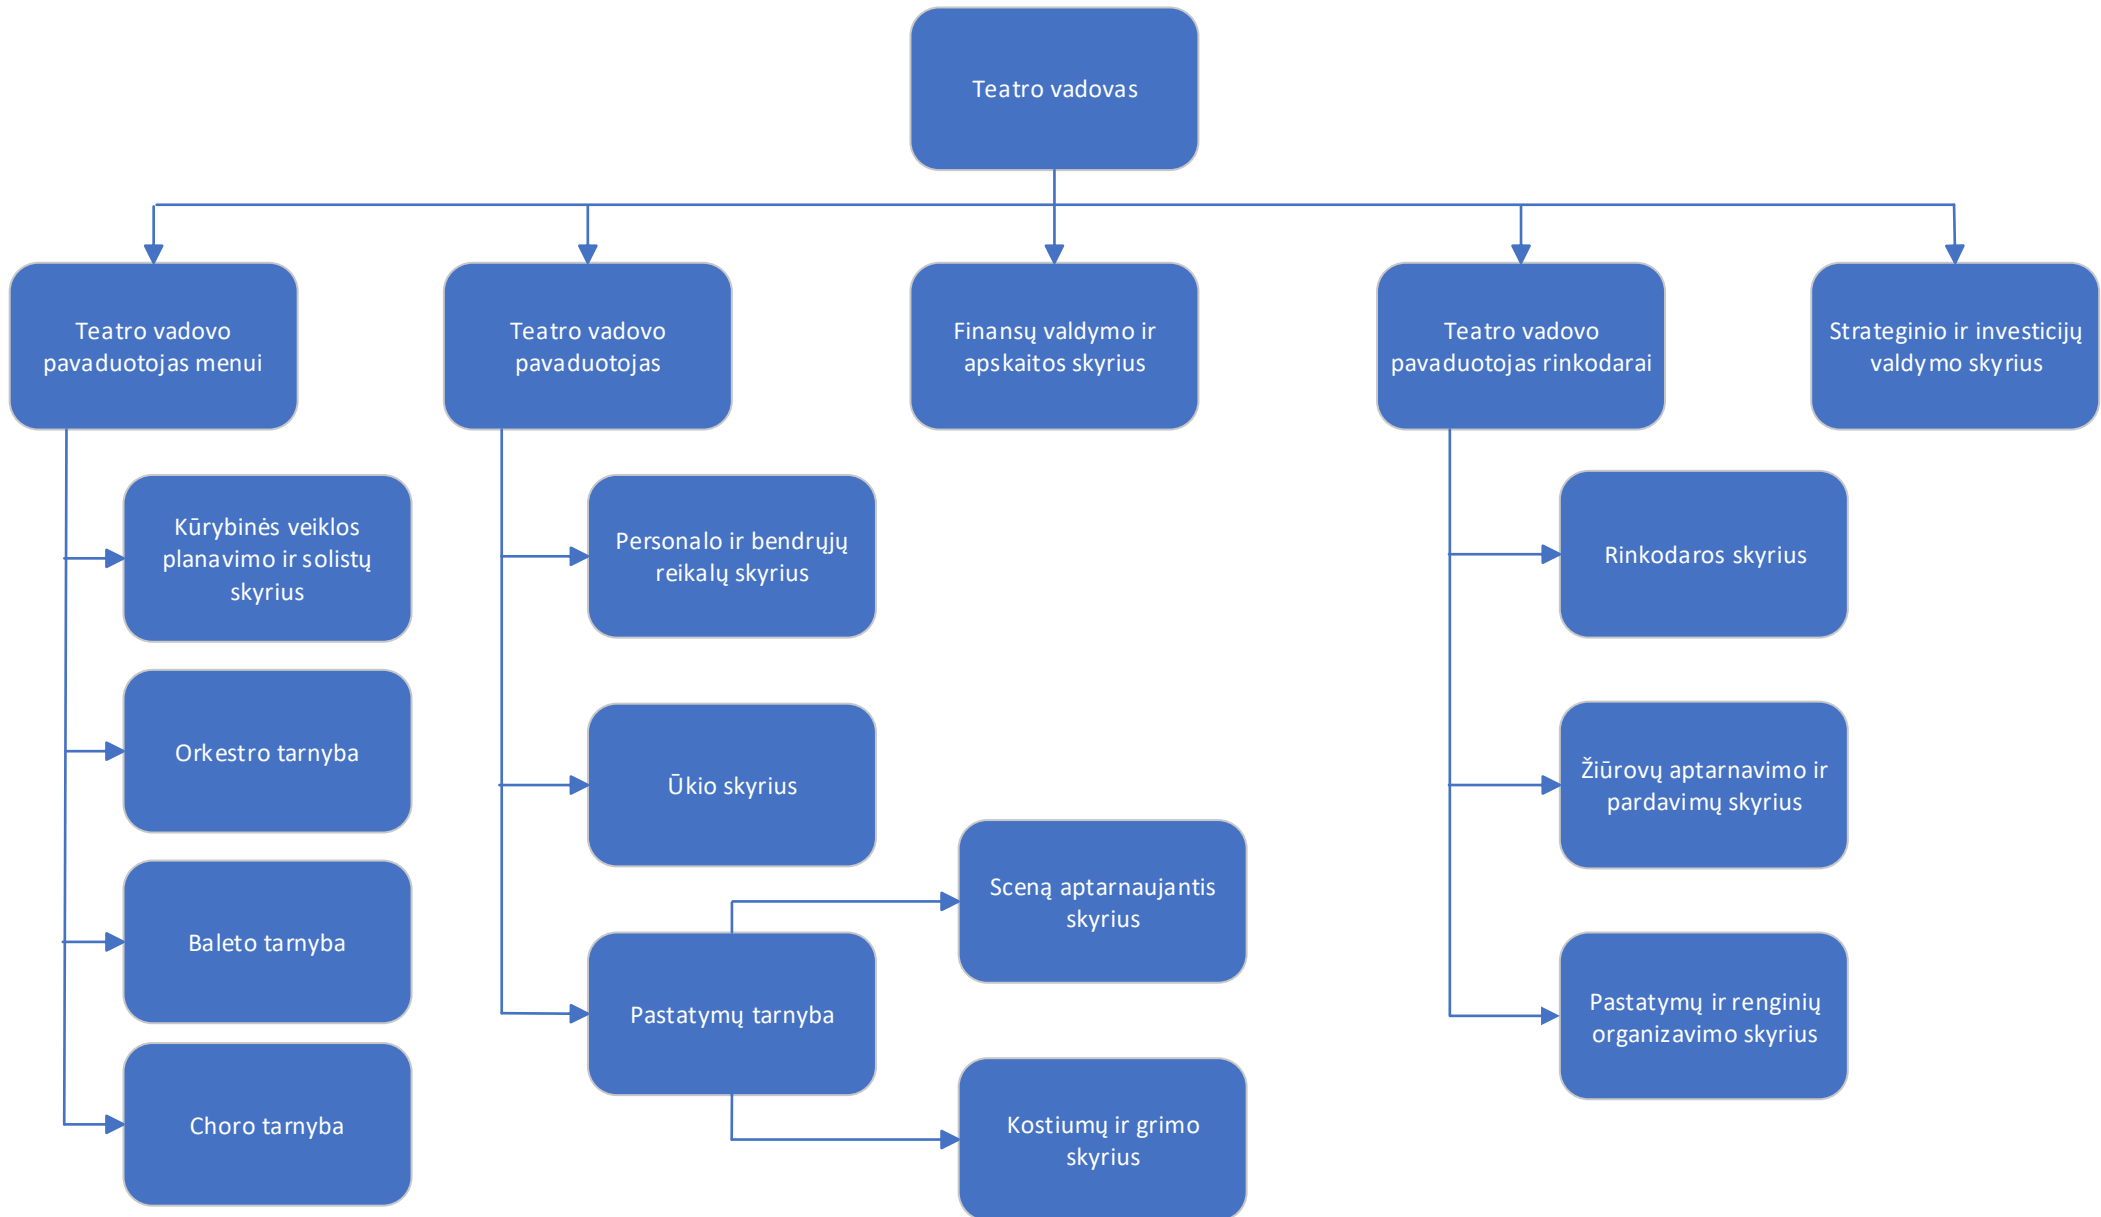 Teatro vadovas
Teatro vadovo
pavaduotojas menui
Teatro vadovo
pavaduotojas
Finansų valdymo ir
apskaitos skyrius
Teatro vadovo
pavaduotojas rinkodarai
Strateginio ir investicijų
valdymo skyrius
Kūrybinės veiklos
planavimo ir solistų
skyrius
Orkestro tarnyba
Baleto tarnyba
Choro tarnyba
Personalo ir bendrųjų
reikalų skyrius
Ūkio skyrius
Pastatymų tarnyba
Sceną aptarnaujantis
skyrius
Kostiumų ir grimo
skyrius
Rinkodaros skyrius
Žiūrovų aptarnavimo ir
pardavimų skyrius
Pastatymų ir renginių
organizavimo skyrius